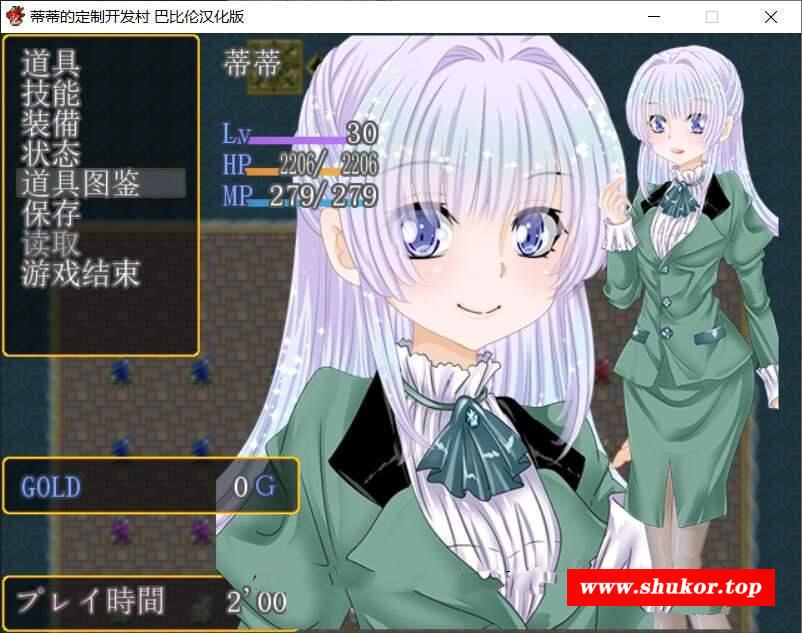 蒂蒂的定制开发村 巴比伦汉化版
道具
技能
装備
状态
道具图鉴
保存
读取
游戏结束
蒂蒂
Lv 30
HP 2206/ 2206
MP 279/279
GOLD 0 G
プレイ時間 2'00
www.shukor.top